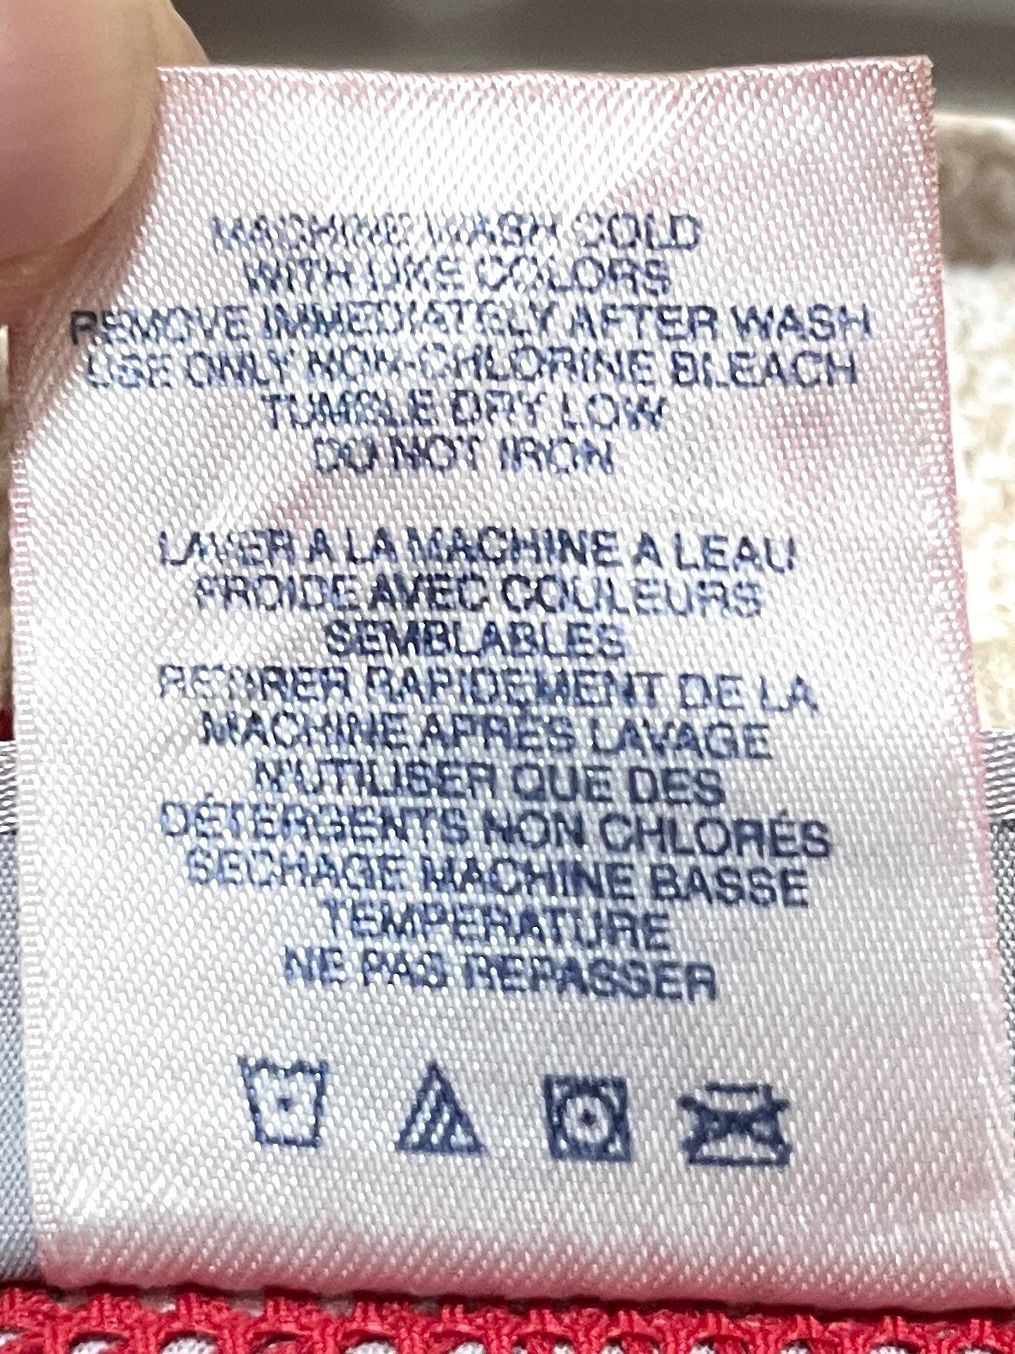 MACHINE WASH COLD
WITH LIKE COLORS
REMOVE IMMEDIATELY AFTER WASH
USE ONLY NON-CHLORINE BLEACH
TUMBLE DRY LOW
DO NOT IRON
LAVER A LA MACHINE A LEAU
FROIDE AVEC COULEURS
SEMBLABLES
RETIRER RAPIDEMENT DE LA
MACHINE APRÉS LAVAGE
N'UTILISER QUE DES
DÉTERGENTS NON CHLORÉS
SECHAGE MACHINE BASSE
TEMPERATURE
NE PAS REPASSER